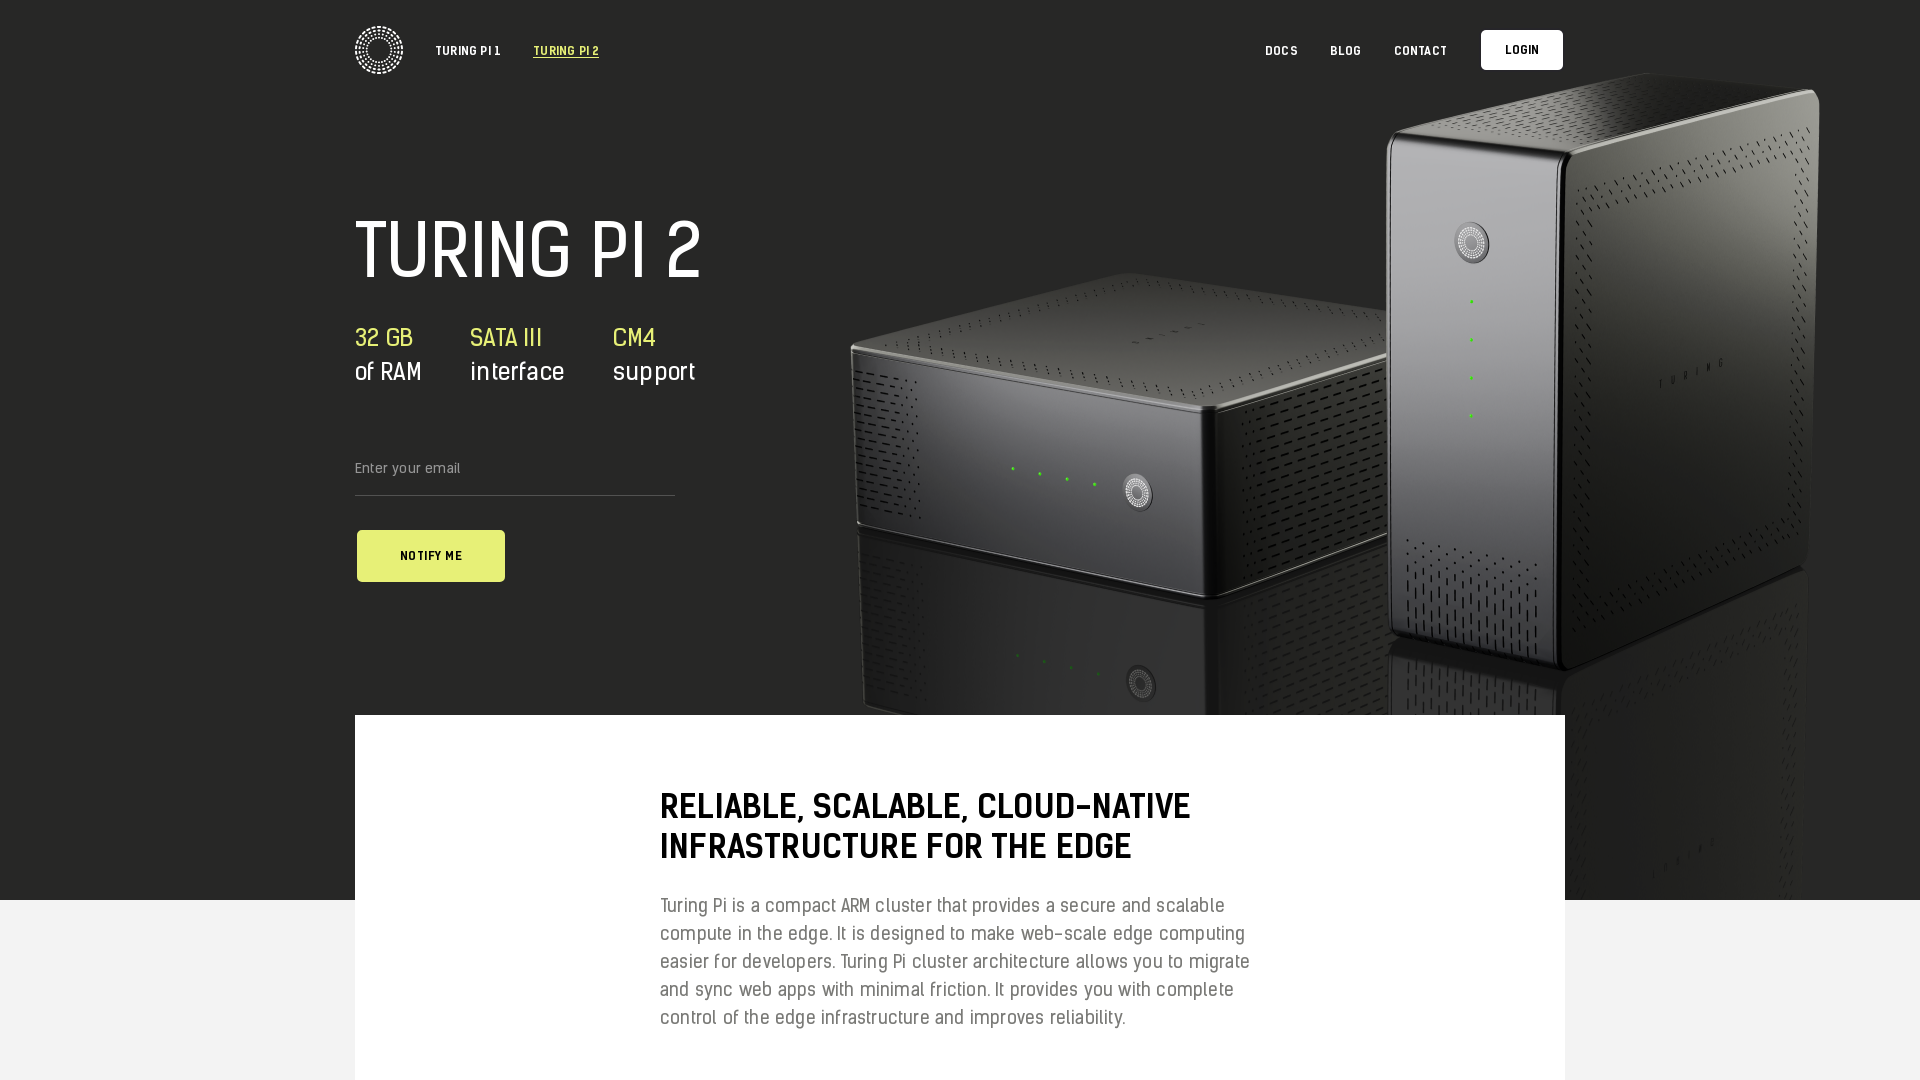 TURING PI 1
TURING PI 2
DOCS
BLOG
CONTACT
LOGIN
TURING PI 2
32 GB
of RAM
SATA III
interface
CM4
support
Enter your email
NOTIFY ME
TURING
RELIABLE, SCALABLE, CLOUD-NATIVE
INFRASTRUCTURE FOR THE EDGE
Turing Pi is a compact ARM cluster that provides a secure and scalable
compute in the edge. It is designed to make web-scale edge computing
easier for developers. Turing Pi cluster architecture allows you to migrate
and sync web apps with minimal friction. It provides you with complete
control of the edge infrastructure and improves reliability.